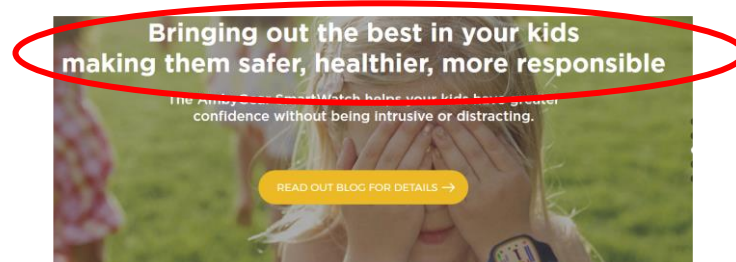 Bringing out the best in your kids
making them safer, healthier, more responsible
The AmbyGear SmartWatch helps your kids have greater
confidence without being intrusive or distracting.
READ OUT BLOG FOR DETAILS →